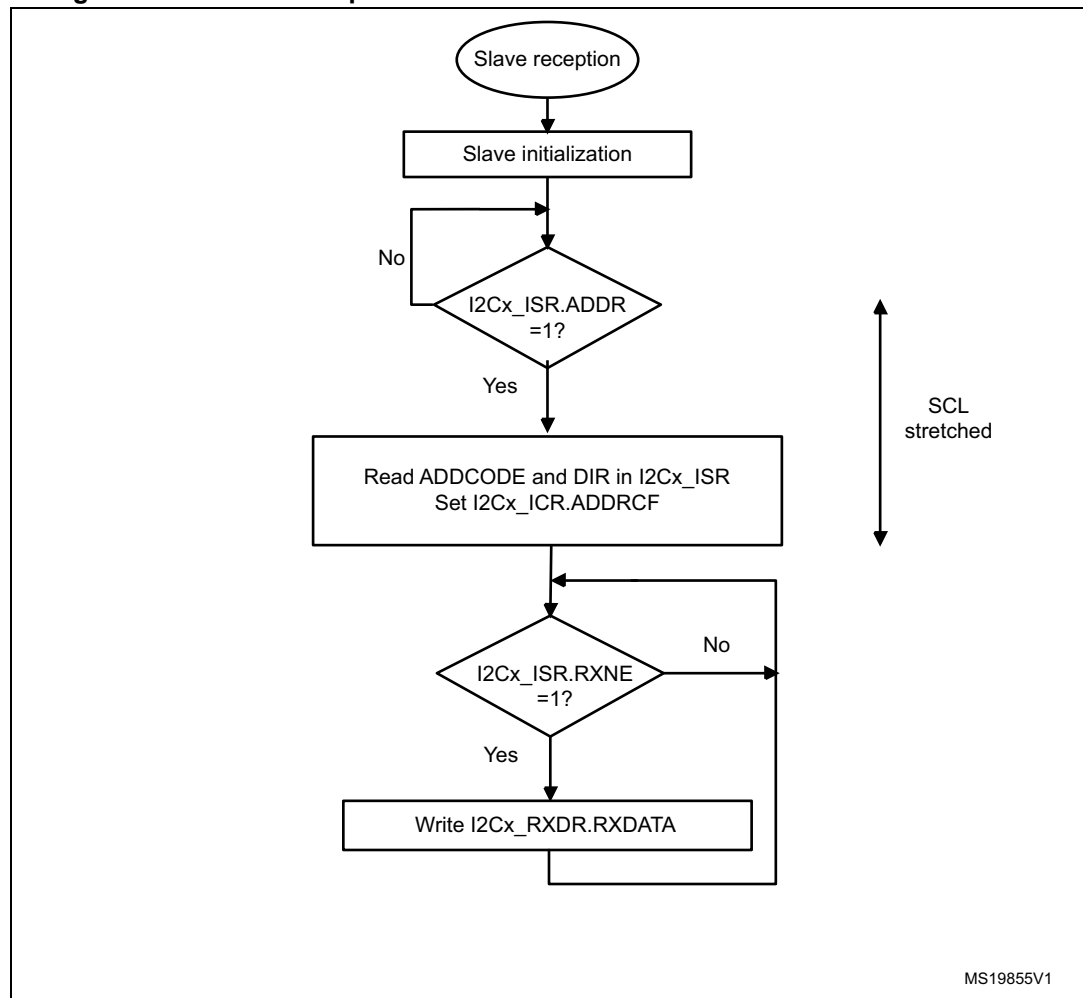 Slave reception
Slave initialization
No
I2Cx_ISR.ADDR
=1?
Yes
SCL
stretched
Read ADDCODE and DIR in I2Cx_ISR
Set I2Cx_ICR.ADDRCF
No
I2Cx_ISR.RXNE
=1?
Yes
Write I2Cx_RXDR.RXDATA
MS19855V1